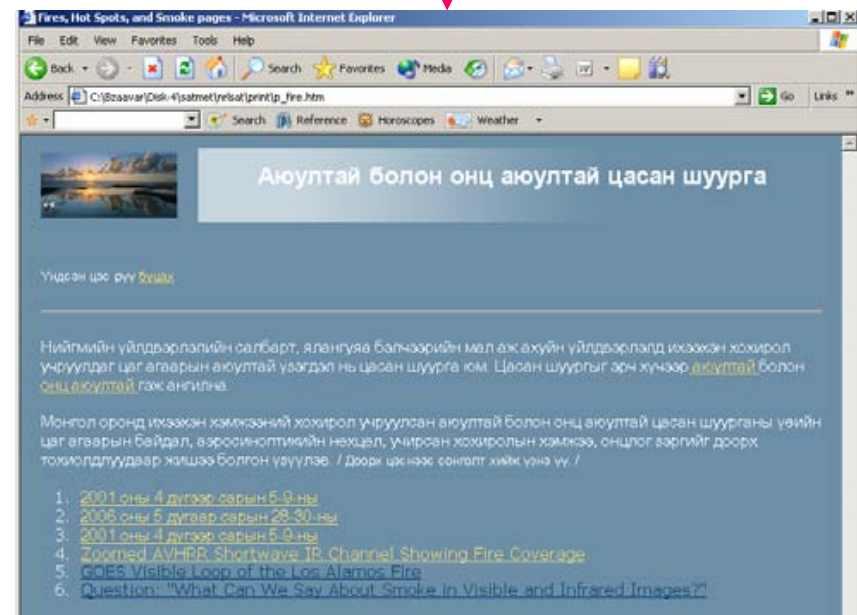 Fires, Hot Spots, and Smoke pages - Microsoft Internet Explorer
File Edit View Favorites Tools Help
Back Search Favorites Media
Address C:\Bzaavar\Disk-4\satmet\relsat\print\p_fire.htm Go Links »
Search Reference Horoscopes Weather
Аюултай болон онц аюултай цасан шуурга
Үндсэн цэс рүү буцах
Нийгмийн үйлдвэрлэлийн салбарт, ялангуяа бэлчээрийн мал аж ахуйн үйлдвэрлэлд ихээхэн хохирол
учруулдаг цаг агаарын аюултай үзэгдэл нь цасан шуурга юм. Цасан шуургыг эрч хүчээр аюултай болон
онц аюултай гэж ангилна.
Монгол оронд ихээхэн хэмжээний хохирол учруулсан аюултай болон онц аюултай цасан шуурганы үеийн
цаг агаарын байдал, аэросиноптикийн нөхцөл, учирсан хохиролын хэмжээ, онцлог зэргийг доорх
тохиолдлуудаар жишээ болгон үзүүлэв. / Доорх цэснээс сонголт хийж үзнэ үү. /
1. 2001 оны 4 дүгээр сарын 5-9-ны
2. 2006 оны 5 дугаар сарын 28-30-ны
3. 2001 оны 4 дүгээр сарын 5-9-ны
4. Zoomed AVHRR Shortwave IR Channel Showing Fire Coverage
5. GOES Visible Loop of the Los Alamos Fire
6. Question: "What Can We Say About Smoke in Visible and Infrared Images?"